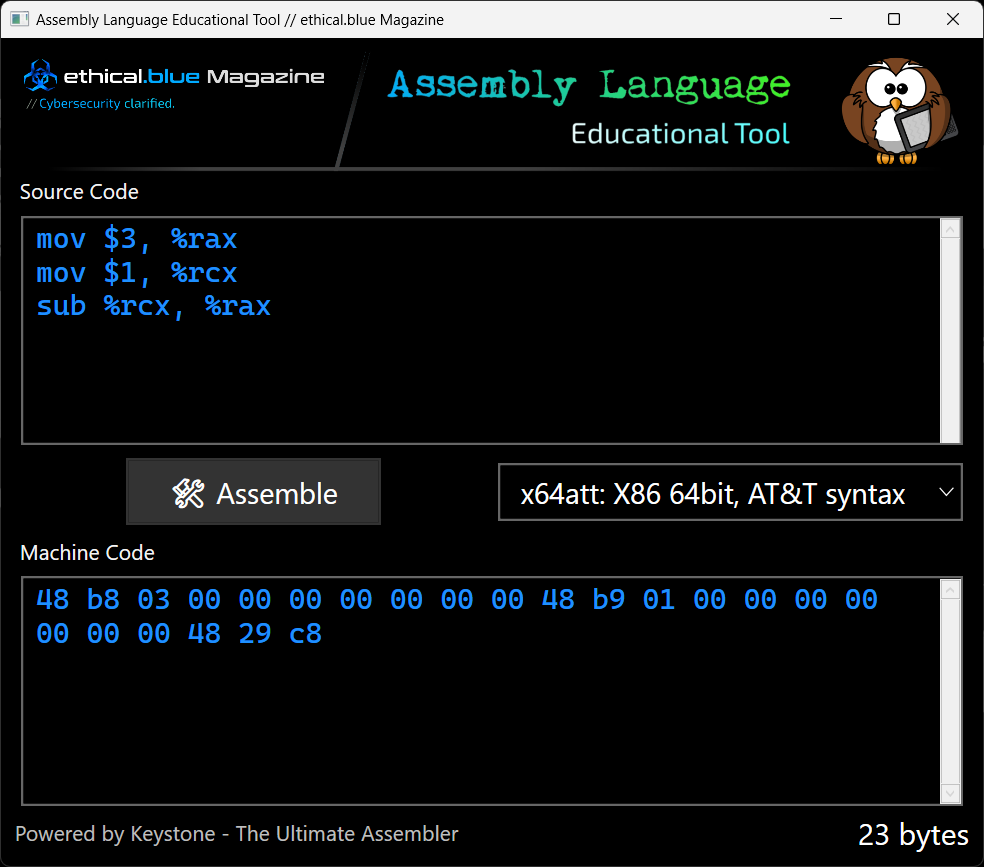 Assembly Language Educational Tool // ethical.blue Magazine
ethical.blue Magazine
// Cybersecurity clarified.
Assembly Language
Educational Tool
Source Code
mov $3, %rax
mov $1, %rcx
sub %rcx, %rax
Assemble
x64att: X86 64bit, AT&T syntax
Machine Code
48 b8 03 00 00 00 00 00 00 00 48 b9 01 00 00 00 00
00 00 00 48 29 c8
Powered by Keystone - The Ultimate Assembler
23 bytes